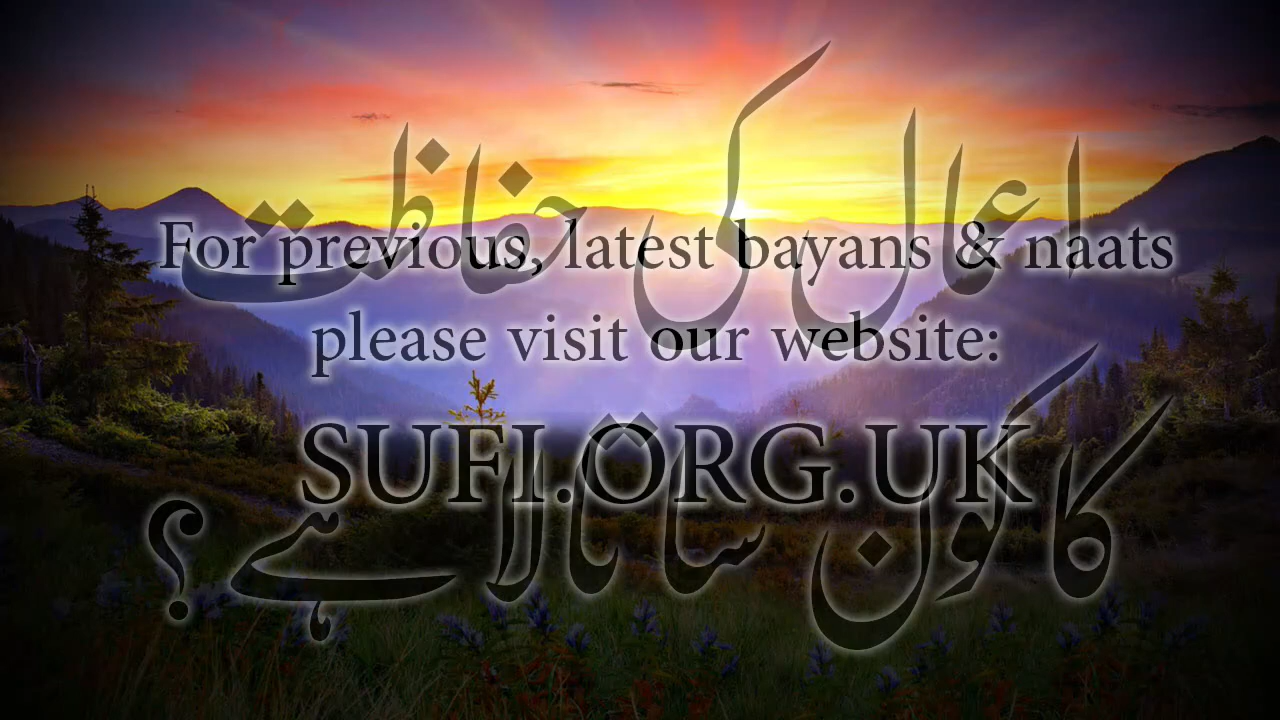 اعمال کی حفاظت
کا کون سا تالا ہے؟
For previous, latest bayans & naats
please visit our website:
SUFI.ORG.UK